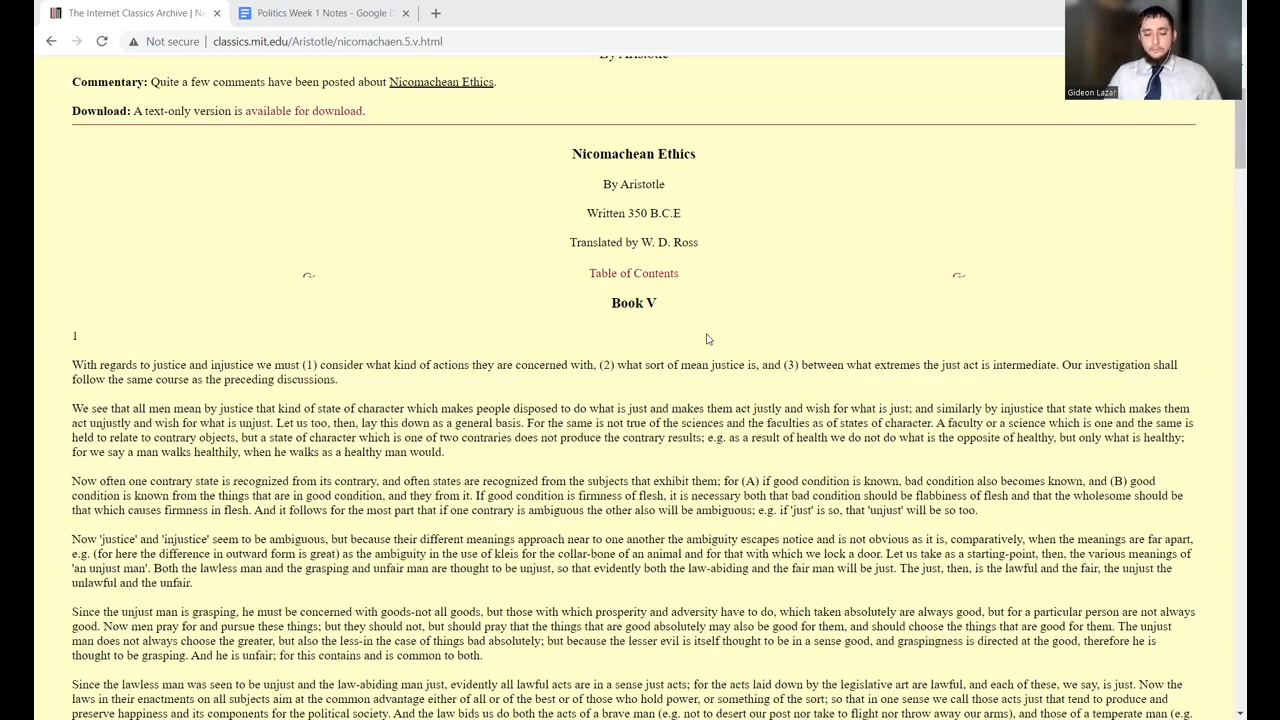 The Internet Classics Archive | Ni
Politics Week 1 Notes - Google D
Not secure
classics.mit.edu/Aristotle/nicomachaen.5.v.html
Gideon Lazar
By Aristotle
Commentary: Quite a few comments have been posted about Nicomachean Ethics.
Download: A text-only version is available for download.
Nicomachean Ethics
By Aristotle
Written 350 B.C.E
Translated by W. D. Ross
Table of Contents
Book V
1
With regards to justice and injustice we must (1) consider what kind of actions they are concerned with, (2) what sort of mean justice is, and (3) between what extremes the just act is intermediate. Our investigation shall
follow the same course as the preceding discussions.
We see that all men mean by justice that kind of state of character which makes people disposed to do what is just and makes them act justly and wish for what is just; and similarly by injustice that state which makes them
act unjustly and wish for what is unjust. Let us too, then, lay this down as a general basis. For the same is not true of the sciences and the faculties as of states of character. A faculty or a science which is one and the same is
held to relate to contrary objects, but a state of character which is one of two contraries does not produce the contrary results; e.g. as a result of health we do not do what is the opposite of healthy, but only what is healthy;
for we say a man walks healthily, when he walks as a healthy man would.
Now often one contrary state is recognized from its contrary, and often states are recognized from the subjects that exhibit them; for (A) if good condition is known, bad condition also becomes known, and (B) good
condition is known from the things that are in good condition, and they from it. If good condition is firmness of flesh, it is necessary both that bad condition should be flabbiness of flesh and that the wholesome should be
that which causes firmness in flesh. And it follows for the most part that if one contrary is ambiguous the other also will be ambiguous; e.g. if 'just' is so, that 'unjust' will be so too.
Now 'justice' and 'injustice' seem to be ambiguous, but because their different meanings approach near to one another the ambiguity escapes notice and is not obvious as it is, comparatively, when the meanings are far apart,
e.g. (for here the difference in outward form is great) as the ambiguity in the use of kleis for the collar-bone of an animal and for that with which we lock a door. Let us take as a starting-point, then, the various meanings of
'an unjust man'. Both the lawless man and the grasping and unfair man are thought to be unjust, so that evidently both the law-abiding and the fair man will be just. The just, then, is the lawful and the fair, the unjust the
unlawful and the unfair.
Since the unjust man is grasping, he must be concerned with goods-not all goods, but those with which prosperity and adversity have to do, which taken absolutely are always good, but for a particular person are not always
good. Now men pray for and pursue these things; but they should not, but should pray that the things that are good absolutely may also be good for them, and should choose the things that are good for them. The unjust
man does not always choose the greater, but also the less-in the case of things bad absolutely; but because the lesser evil is itself thought to be in a sense good, and graspingness is directed at the good, therefore he is
thought to be grasping. And he is unfair; for this contains and is common to both.
Since the lawless man was seen to be unjust and the law-abiding man just, evidently all lawful acts are in a sense just acts; for the acts laid down by the legislative art are lawful, and each of these, we say, is just. Now the
laws in their enactments on all subjects aim at the common advantage either of all or of the best or of those who hold power, or something of the sort; so that in one sense we call those acts just that tend to produce and
preserve happiness and its components for the political society. And the law bids us do both the acts of a brave man (e.g. not to desert our post nor take to flight nor throw away our arms), and those of a temperate man (e.g.